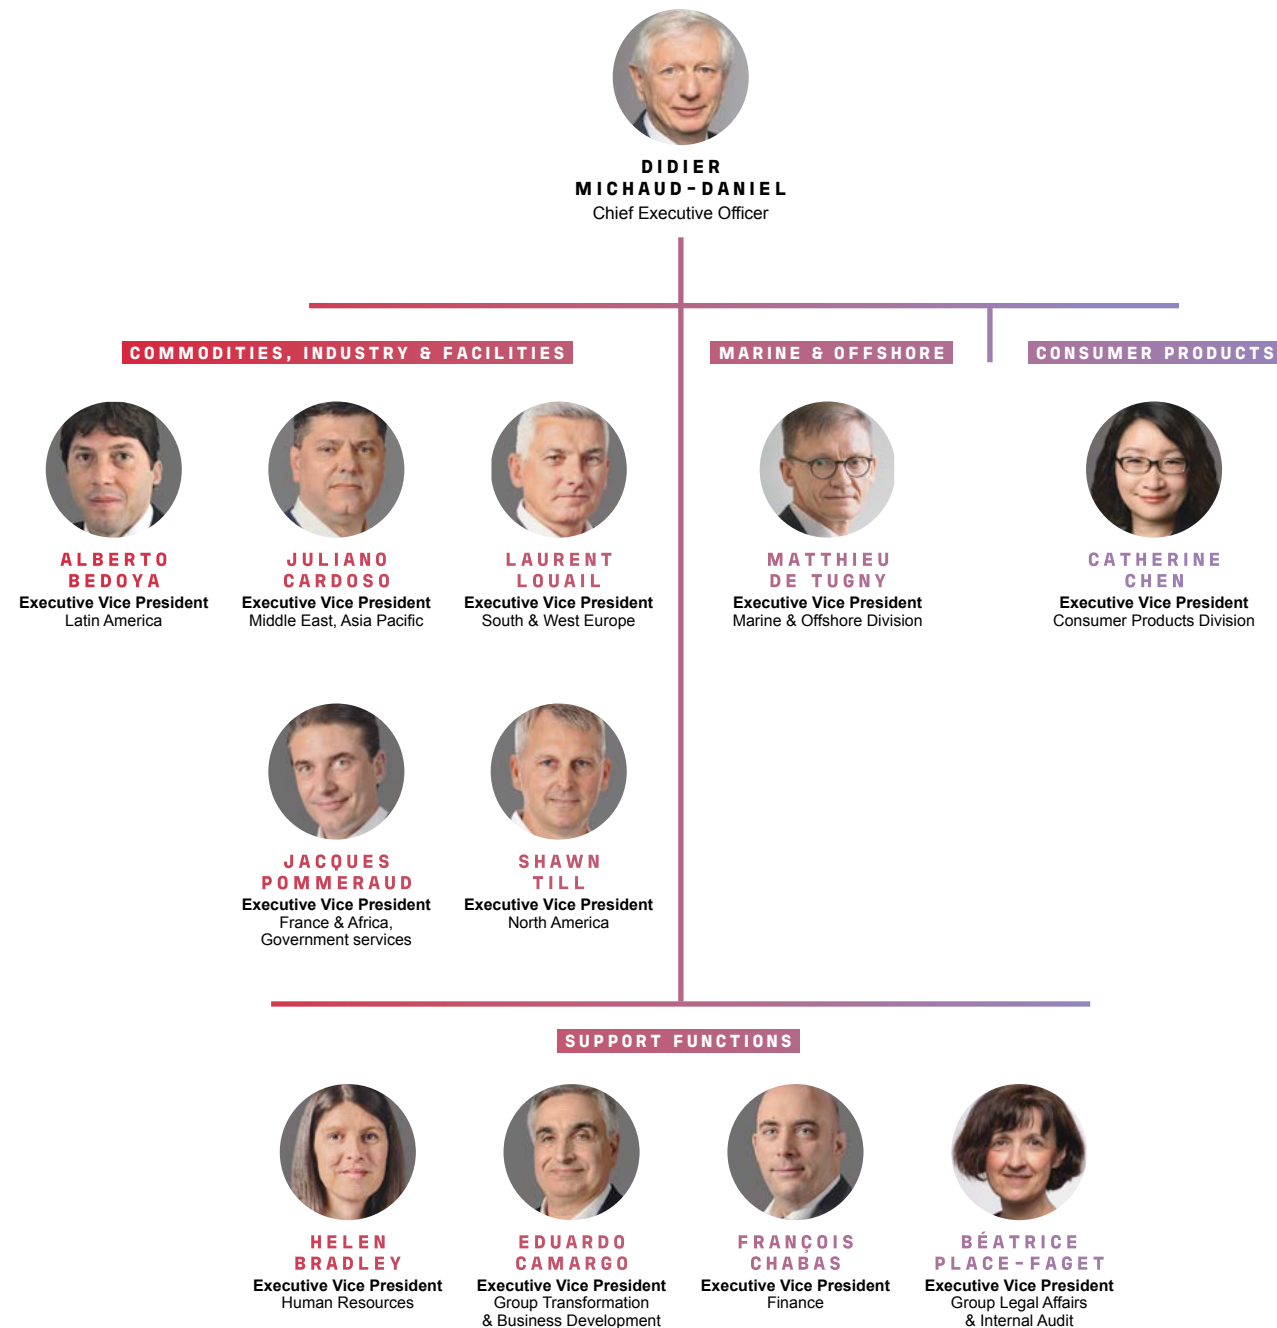 DIDIER
MICHAUD-DANIEL
Chief Executive Officer
COMMODITIES, INDUSTRY & FACILITIES
MARINE & OFFSHORE
CONSUMER PRODUCTS
ALBERTO
BEDOYA
Executive Vice President
Latin America
JULIANO
CARDOSO
Executive Vice President
Middle East, Asia Pacific
LAURENT
LOUAIL
Executive Vice President
South & West Europe
MATTHIEU
DE TUGNY
Executive Vice President
Marine & Offshore Division
CATHERINE
CHEN
Executive Vice President
Consumer Products Division
JACQUES
POMMERAUD
Executive Vice President
France & Africa,
Government services
SHAWN
TILL
Executive Vice President
North America
SUPPORT FUNCTIONS
HELEN
BRADLEY
Executive Vice President
Human Resources
EDUARDO
CAMARGO
Executive Vice President
Group Transformation
& Business Development
FRANÇOIS
CHABAS
Executive Vice President
Finance
BÉATRICE
PLACE-FAGET
Executive Vice President
Group Legal Affairs
& Internal Audit